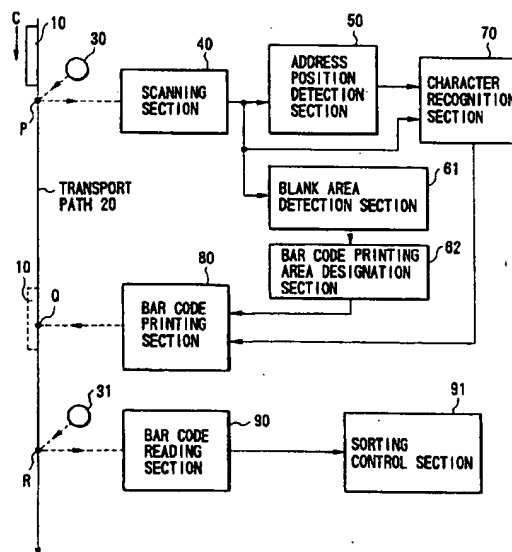 C
10
30
P
40
SCANNING
SECTION
50
ADDRESS
POSITION
DETECTION
SECTION
70
CHARACTER
RECOGNITION
SECTION
TRANSPORT
PATH 20
61
BLANK AREA
DETECTION SECTION
62
BAR CODE PRINTING
AREA DESIGNATION
SECTION
10
Q
80
BAR CODE
PRINTING
SECTION
31
R
90
BAR CODE
READING
SECTION
91
SORTING
CONTROL SECTION